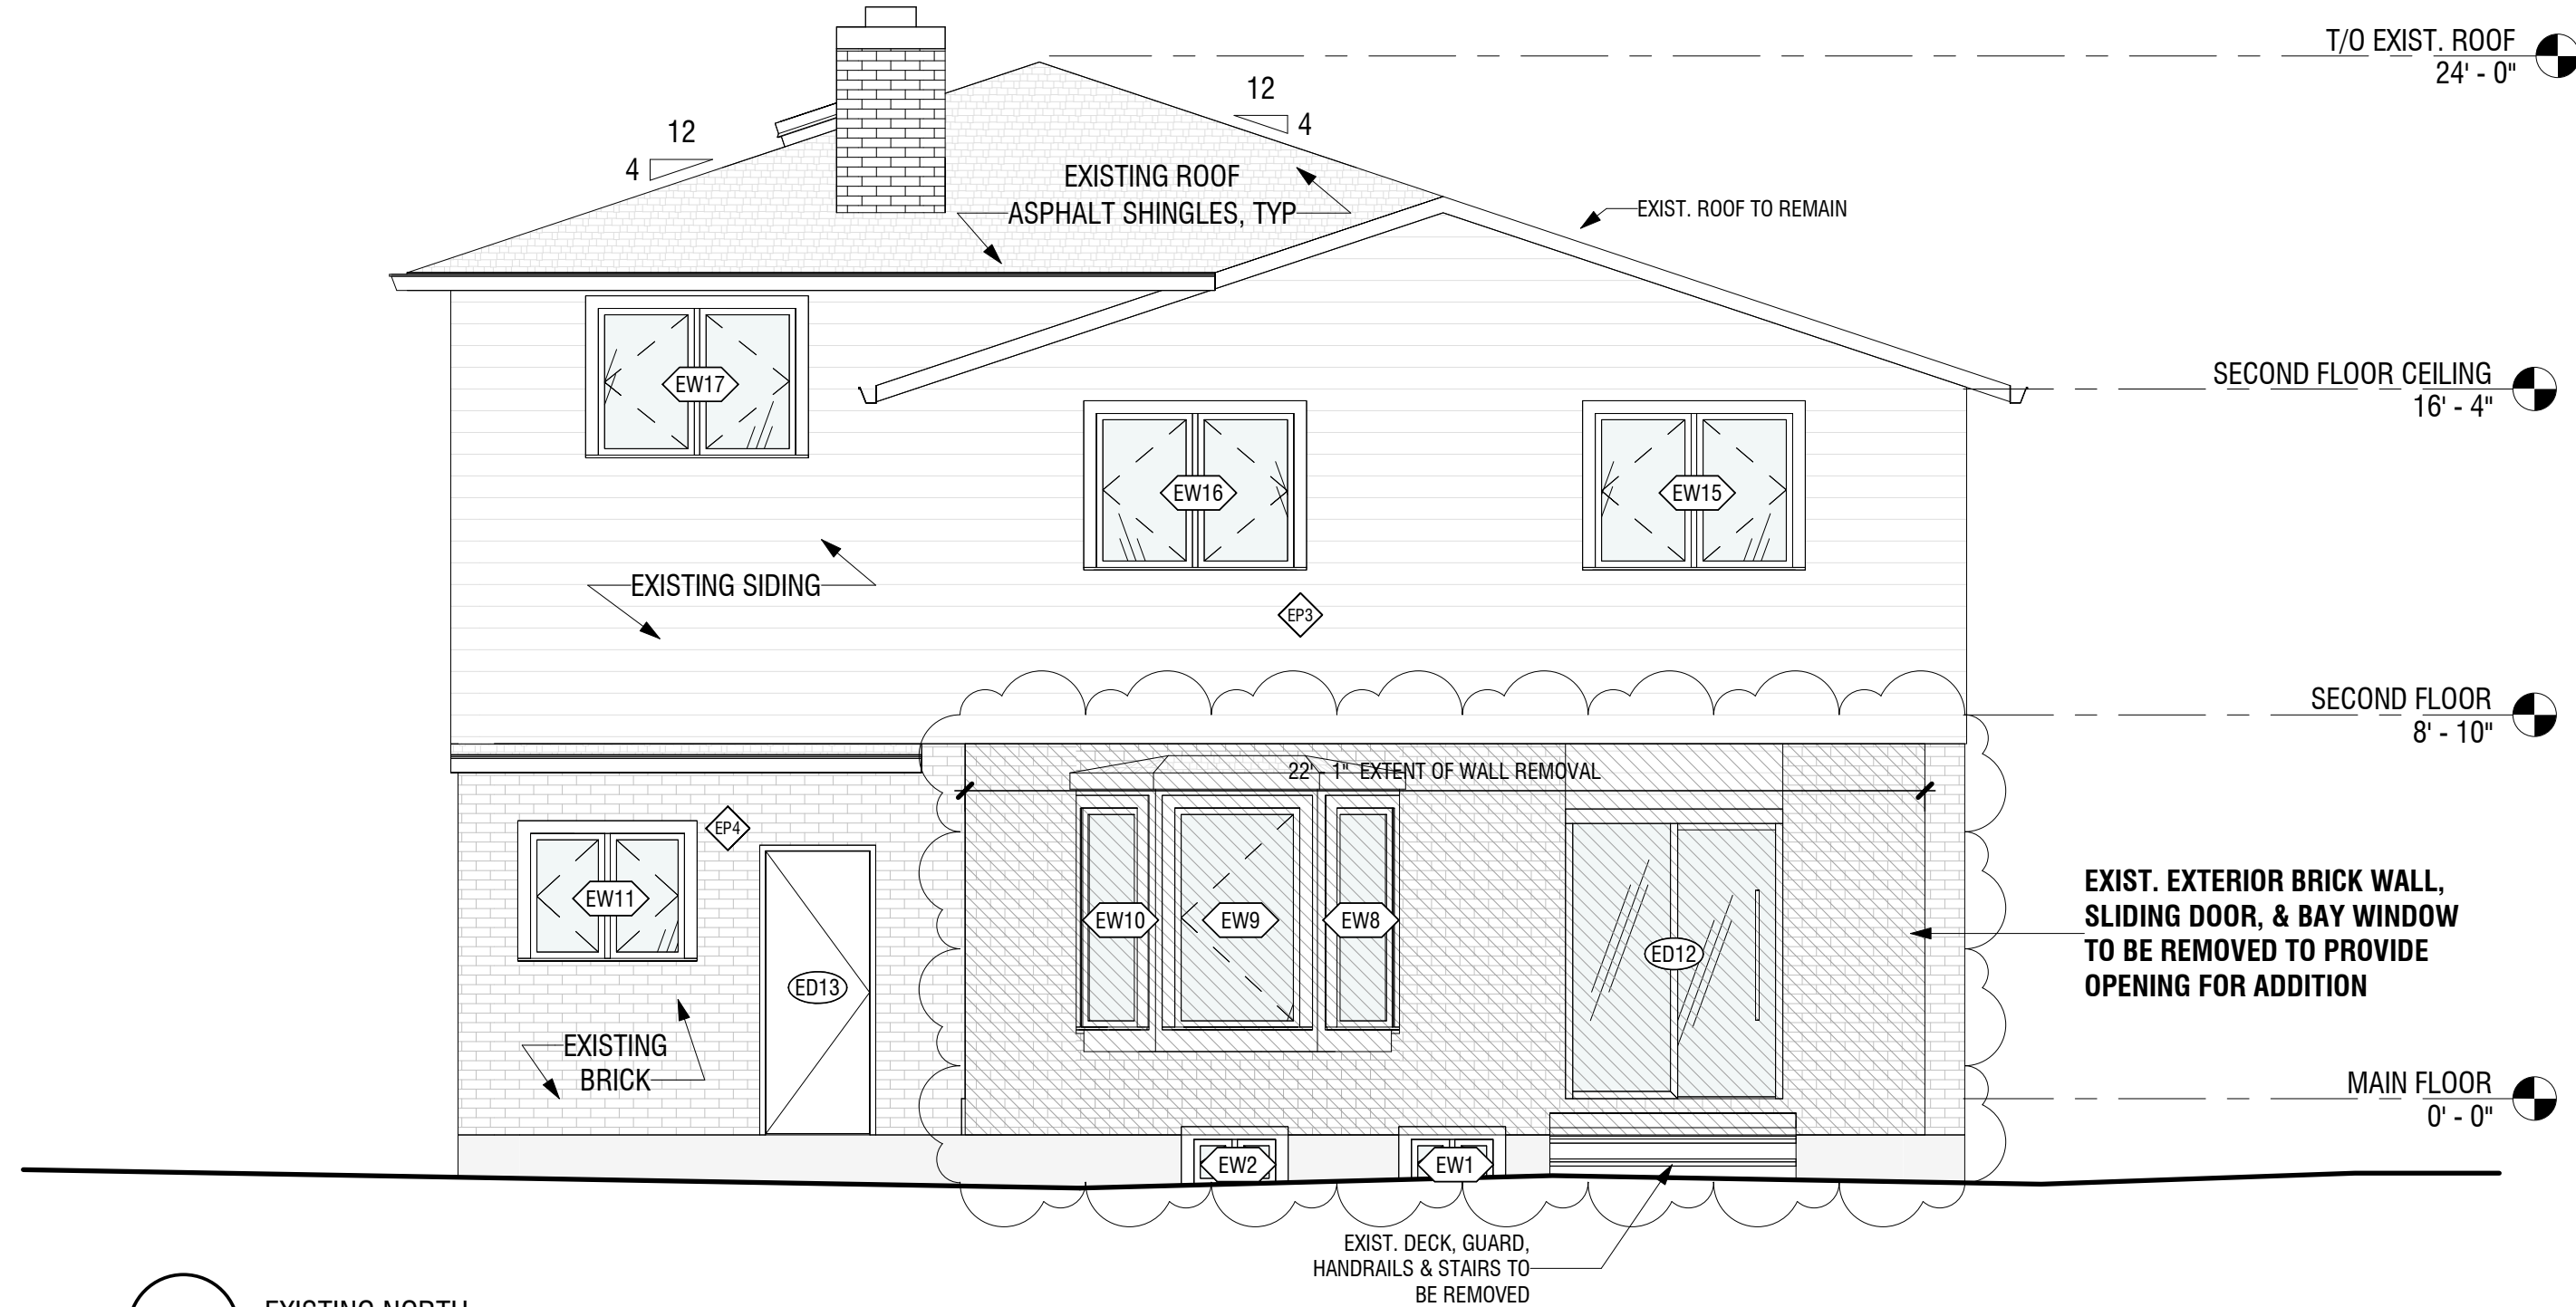 T/O EXIST. ROOF
24' - 0"
12
4
12
4
EXISTING ROOF
ASPHALT SHINGLES, TYP
EXIST. ROOF TO REMAIN
SECOND FLOOR CEILING
16' - 4"
EW17
EW16
EW15
EXISTING SIDING
EP3
SECOND FLOOR
8' - 10"
22' - 1" EXTENT OF WALL REMOVAL
EP4
EW11
EW10
EW9
EW8
ED12
ED13
EXIST. EXTERIOR BRICK WALL,
SLIDING DOOR, & BAY WINDOW
TO BE REMOVED TO PROVIDE
OPENING FOR ADDITION
EXISTING
BRICK
MAIN FLOOR
0' - 0"
EW2
EW1
EXIST. DECK, GUARD,
HANDRAILS & STAIRS TO
BE REMOVED
EXISTING NORTH